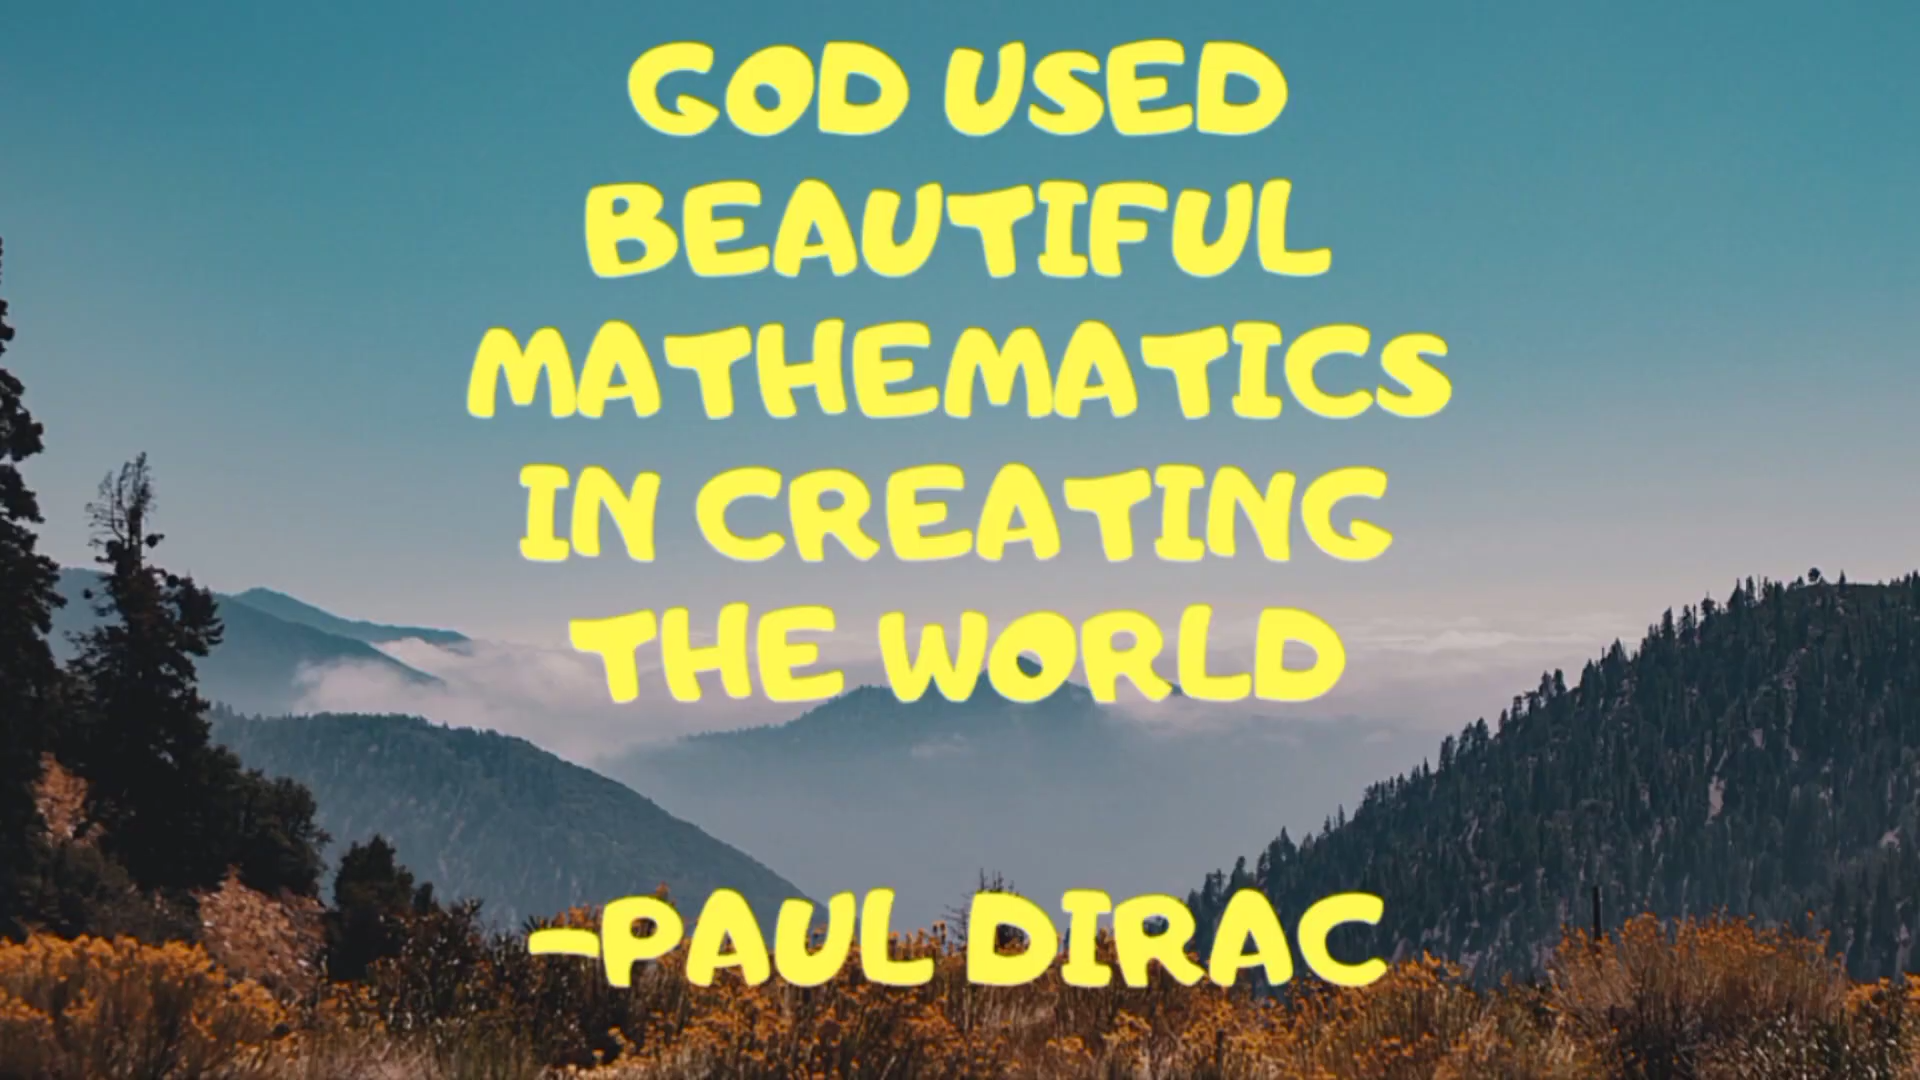 GOD USED
BEAUTIFUL
MATHEMATICS
IN CREATING
THE WORLD
-PAUL DIRAC